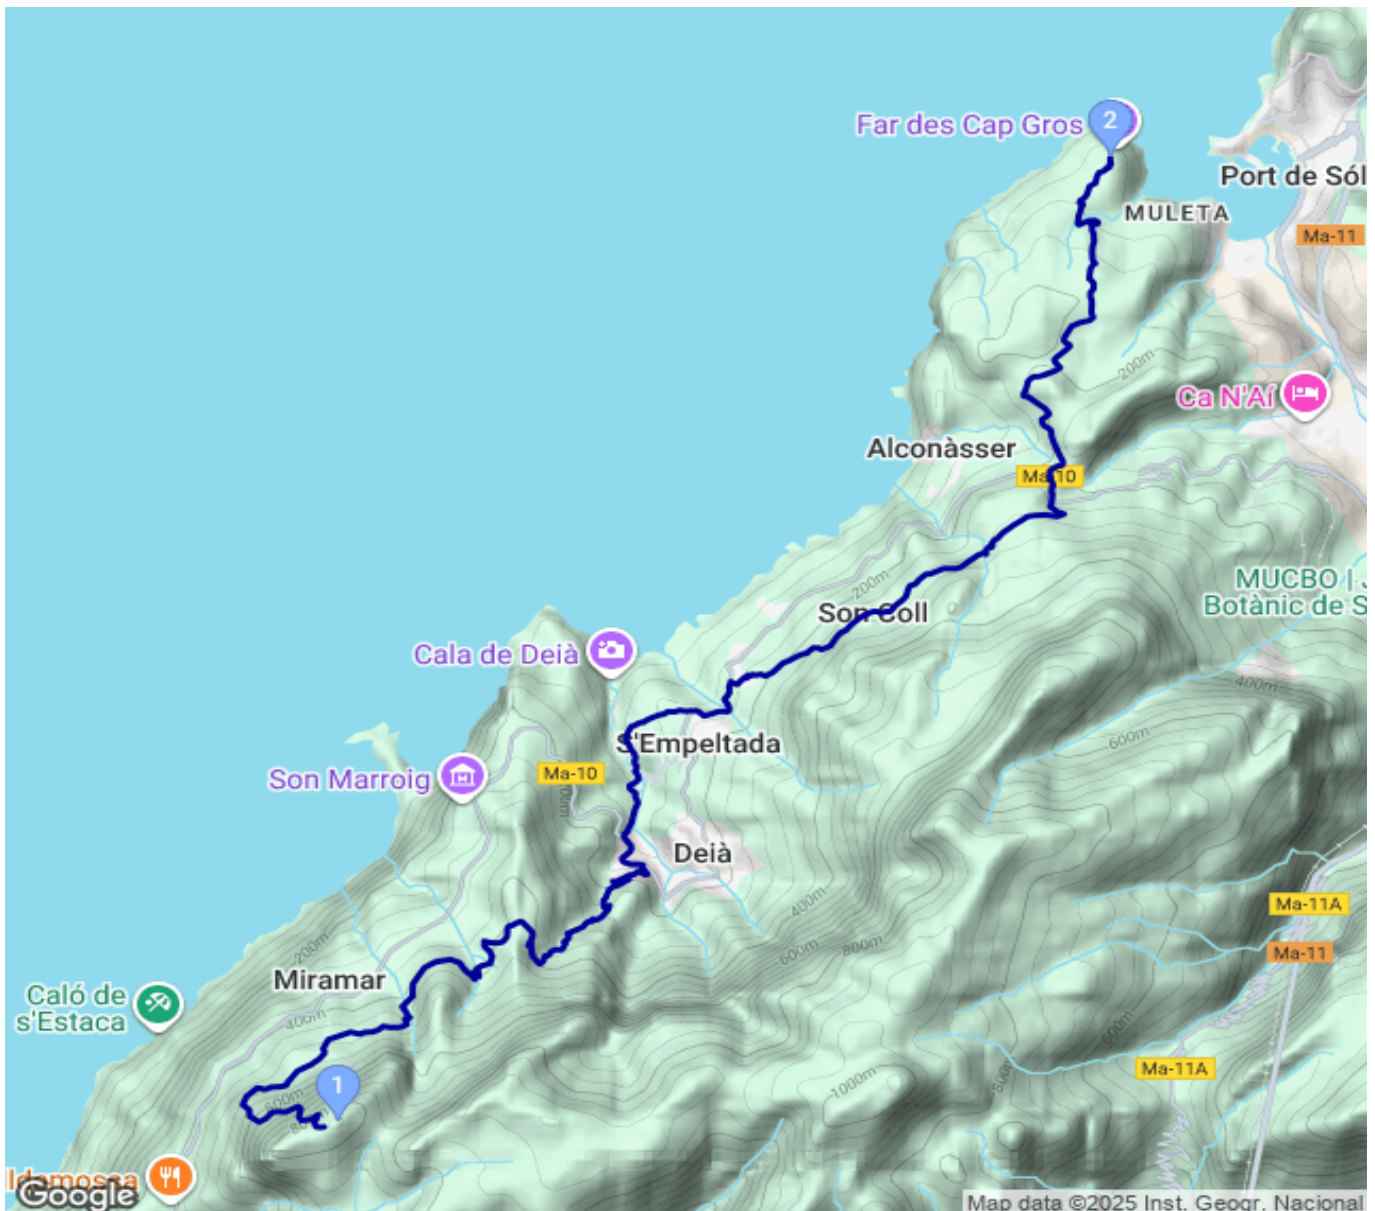 Far des Cap Gros
2
Port de Sól
MULETA
Ma-11
200m
Ca N'Aí
Alconàsser
Ma-10
200m
MUCBO | J
Botànic de S
Son Coll
Cala de Deià
400m
600m
S'Empeltada
Son Marroig
Ma-10
Deià
400m
Ma-11A
200m
600m
800m
Ma-11
Miramar
Caló de
s'Estaca
400m
600m
800m
1000m
Ma-11A
1
600m
Google
Map data ©2025 Inst. Geogr. Nacional